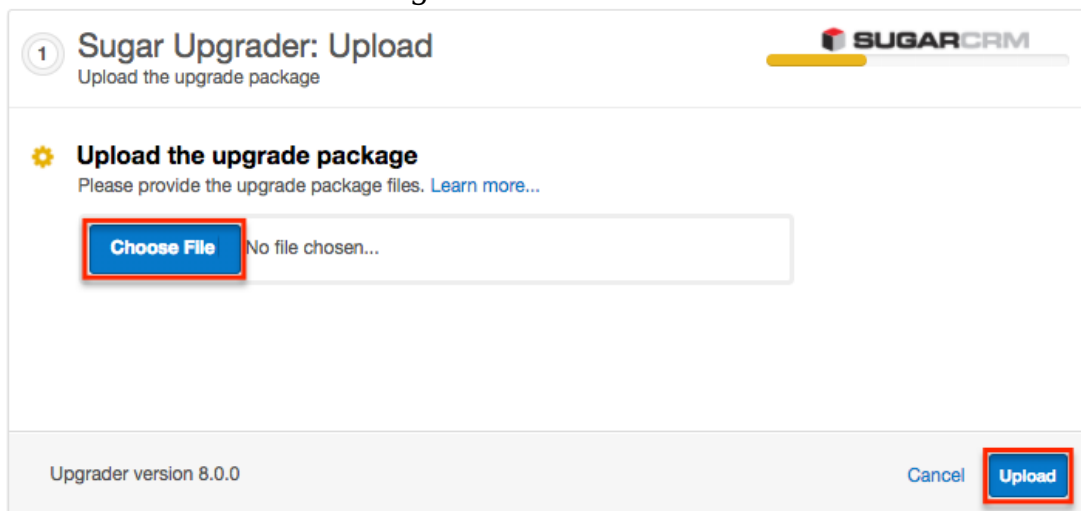 1
Sugar Upgrader: Upload
SUGARCRM
Upload the upgrade package
Upload the upgrade package
Please provide the upgrade package files. Learn more...
Choose File No file chosen...
Upgrader version 8.0.0
Cancel Upload